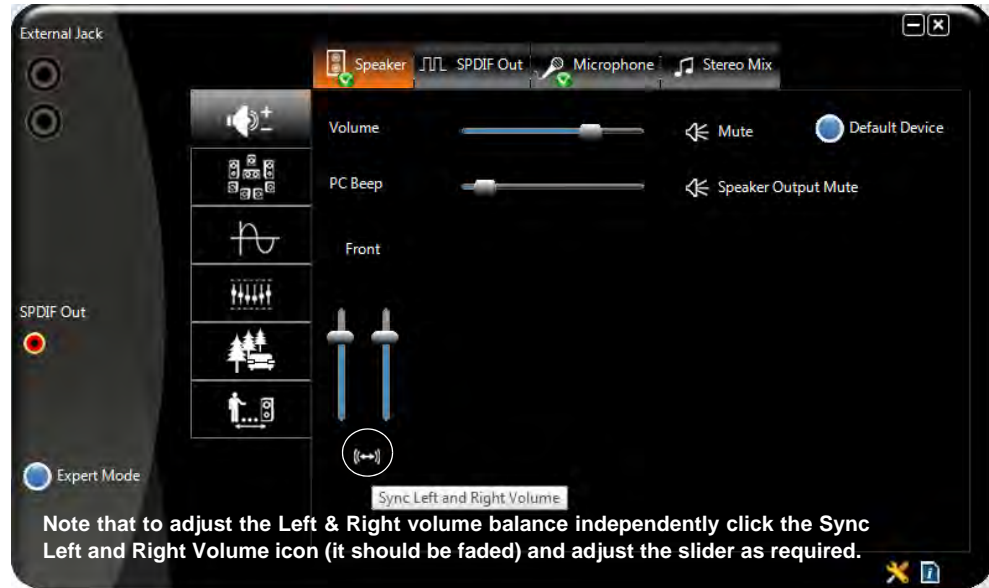 External Jack
Speaker SPDIF Out Microphone Stereo Mix
Volume Mute Default Device
PC Beep Speaker Output Mute
Front
SPDIF Out
Expert Mode
Sync Left and Right Volume
Note that to adjust the Left & Right volume balance independently click the Sync
Left and Right Volume icon (it should be faded) and adjust the slider as required.